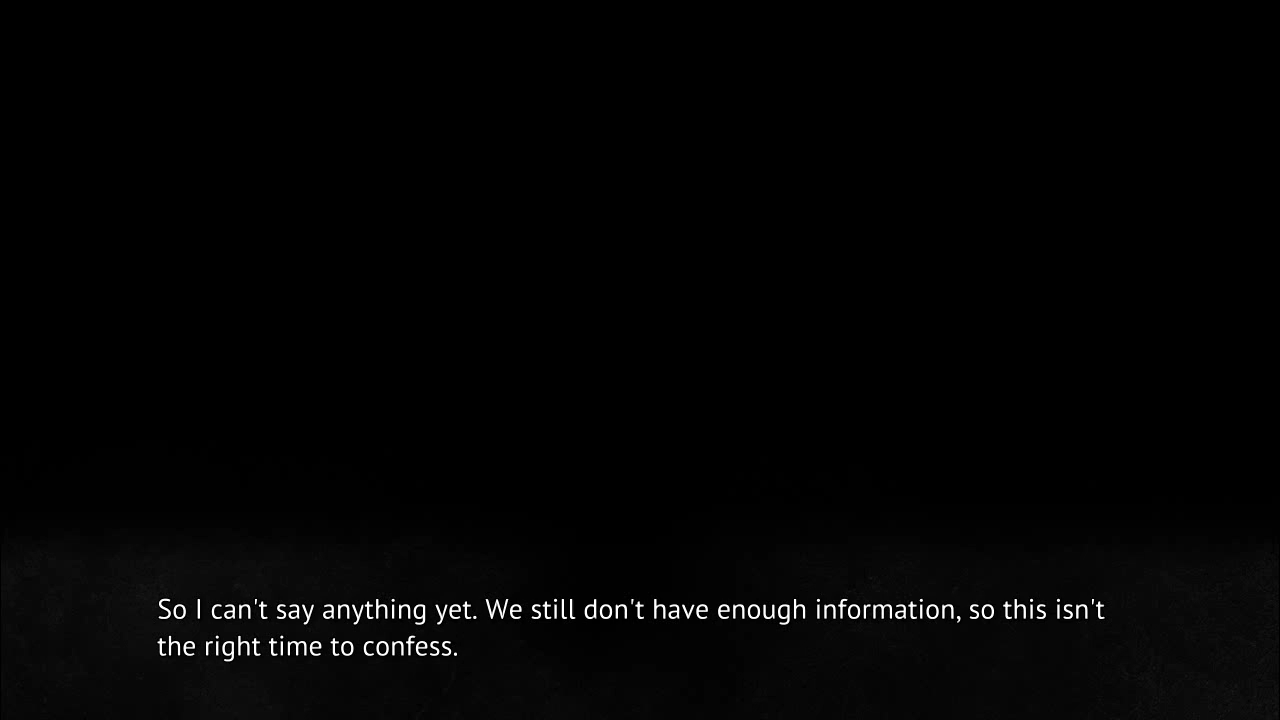 So I can't say anything yet. We still don't have enough information, so this isn't
the right time to confess.